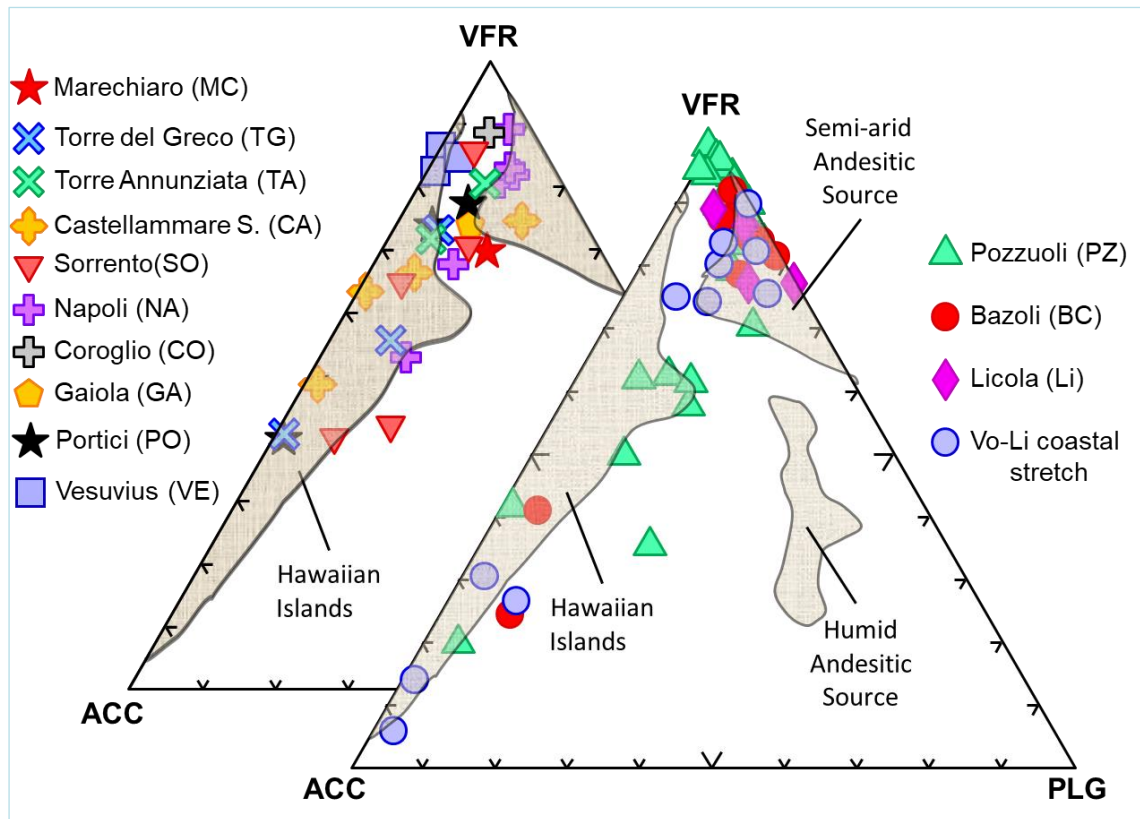 VFR
Marechiaro (MC)
Torre del Greco (TG)
Torre Annunziata (TA)
Castellammare S. (CA)
Sorrento(SO)
Napoli (NA)
Coroglio (CO)
Gaiola (GA)
Portici (PO)
Vesuvius (VE)
Hawaiian
Islands
ACC
VFR
Semi-arid
Andesitic
Source
Pozzuoli (PZ)
Bazoli (BC)
Licola (Li)
Vo-Li coastal
stretch
Hawaiian
Islands
Humid
Andesitic
Source
ACC
PLG